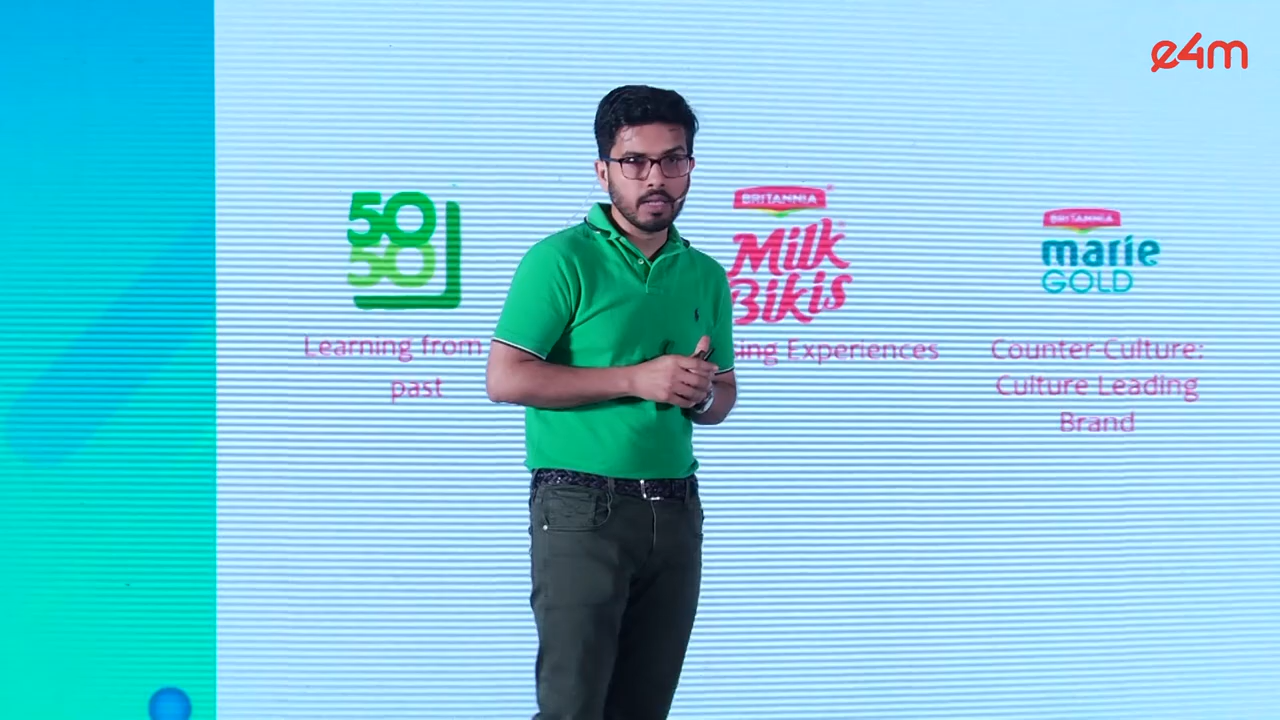 e4m
50
50
BRITANNIA
Milk
Bikis
BRITANNIA
marie
GOLD
Learning from
past
Experiences
Counter-Culture:
Culture Leading
Brand